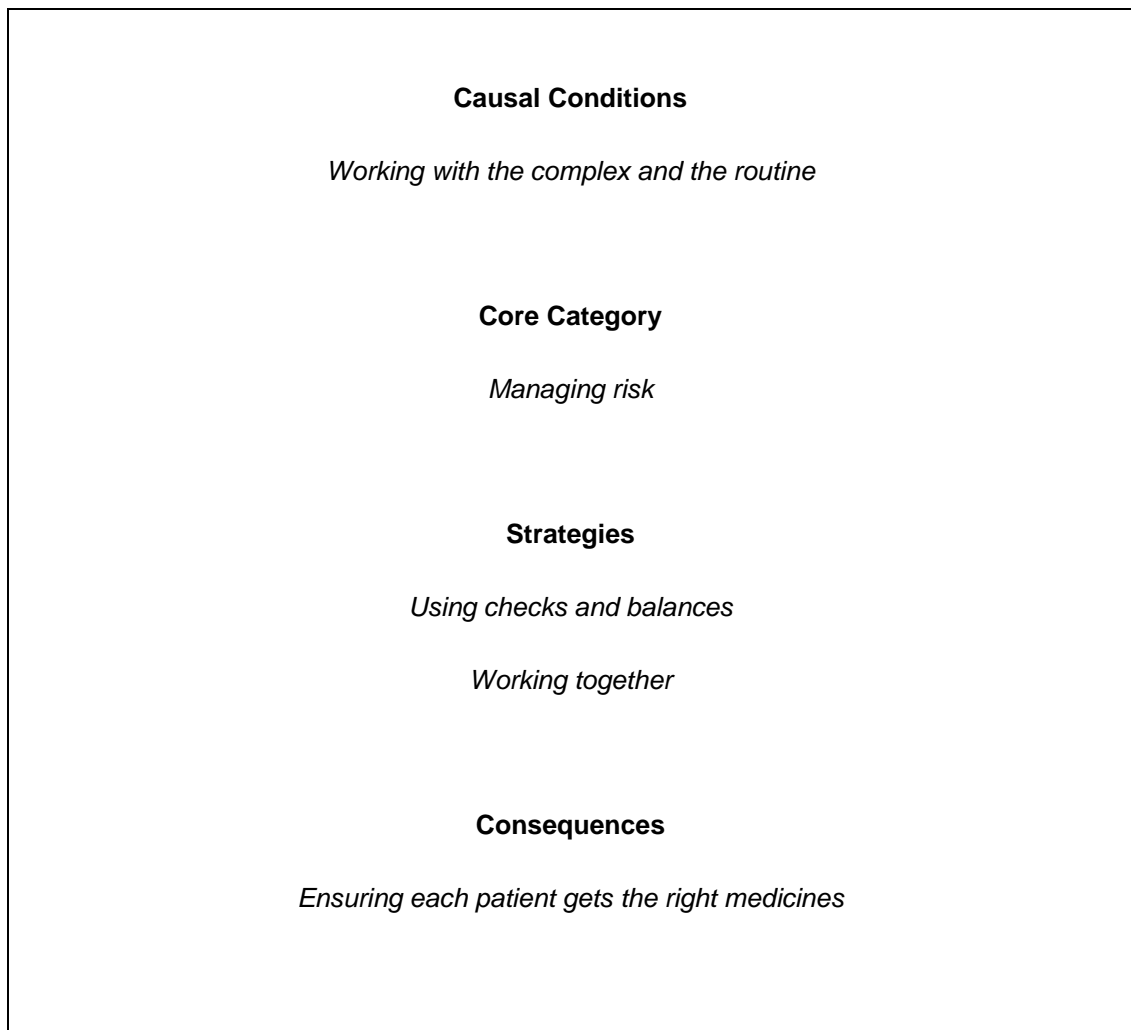 Causal Conditions
Working with the complex and the routine
Core Category
Managing risk
Strategies
Using checks and balances
Working together
Consequences
Ensuring each patient gets the right medicines